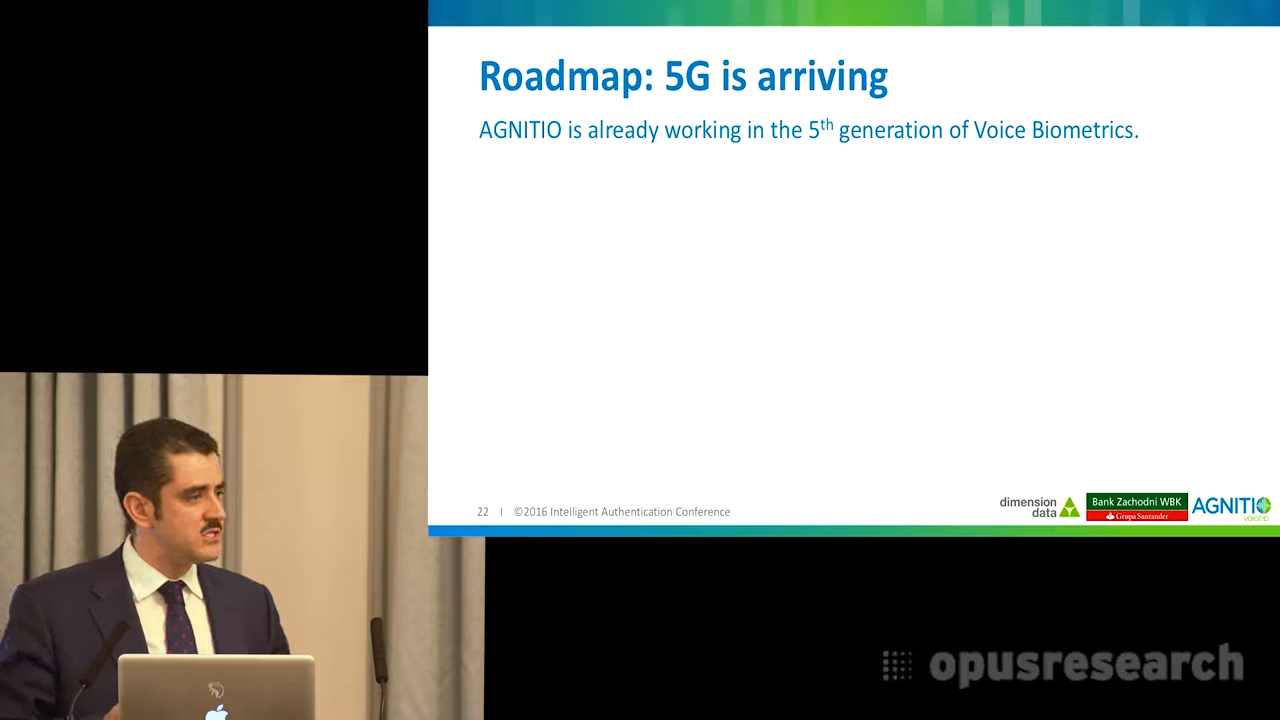 Roadmap: 5G is arriving
AGNITIO is already working in the 5th generation of Voice Biometrics.
22 | ©2016 Intelligent Authentication Conference
dimension
data
Bank Zachodni WBK
Grupa Santander
AGNITIO
VOICE ID
opusresearch